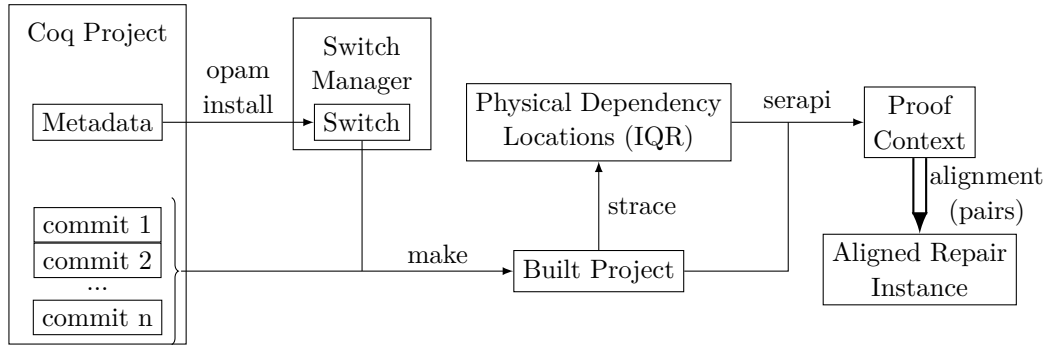 Coq Project
Metadata
commit 1
commit 2
...
commit n
opam
install
Switch
Manager
Switch
make
Physical Dependency
Locations (IQR)
strace
Built Project
serapi
Proof
Context
alignment
(pairs)
Aligned Repair
Instance